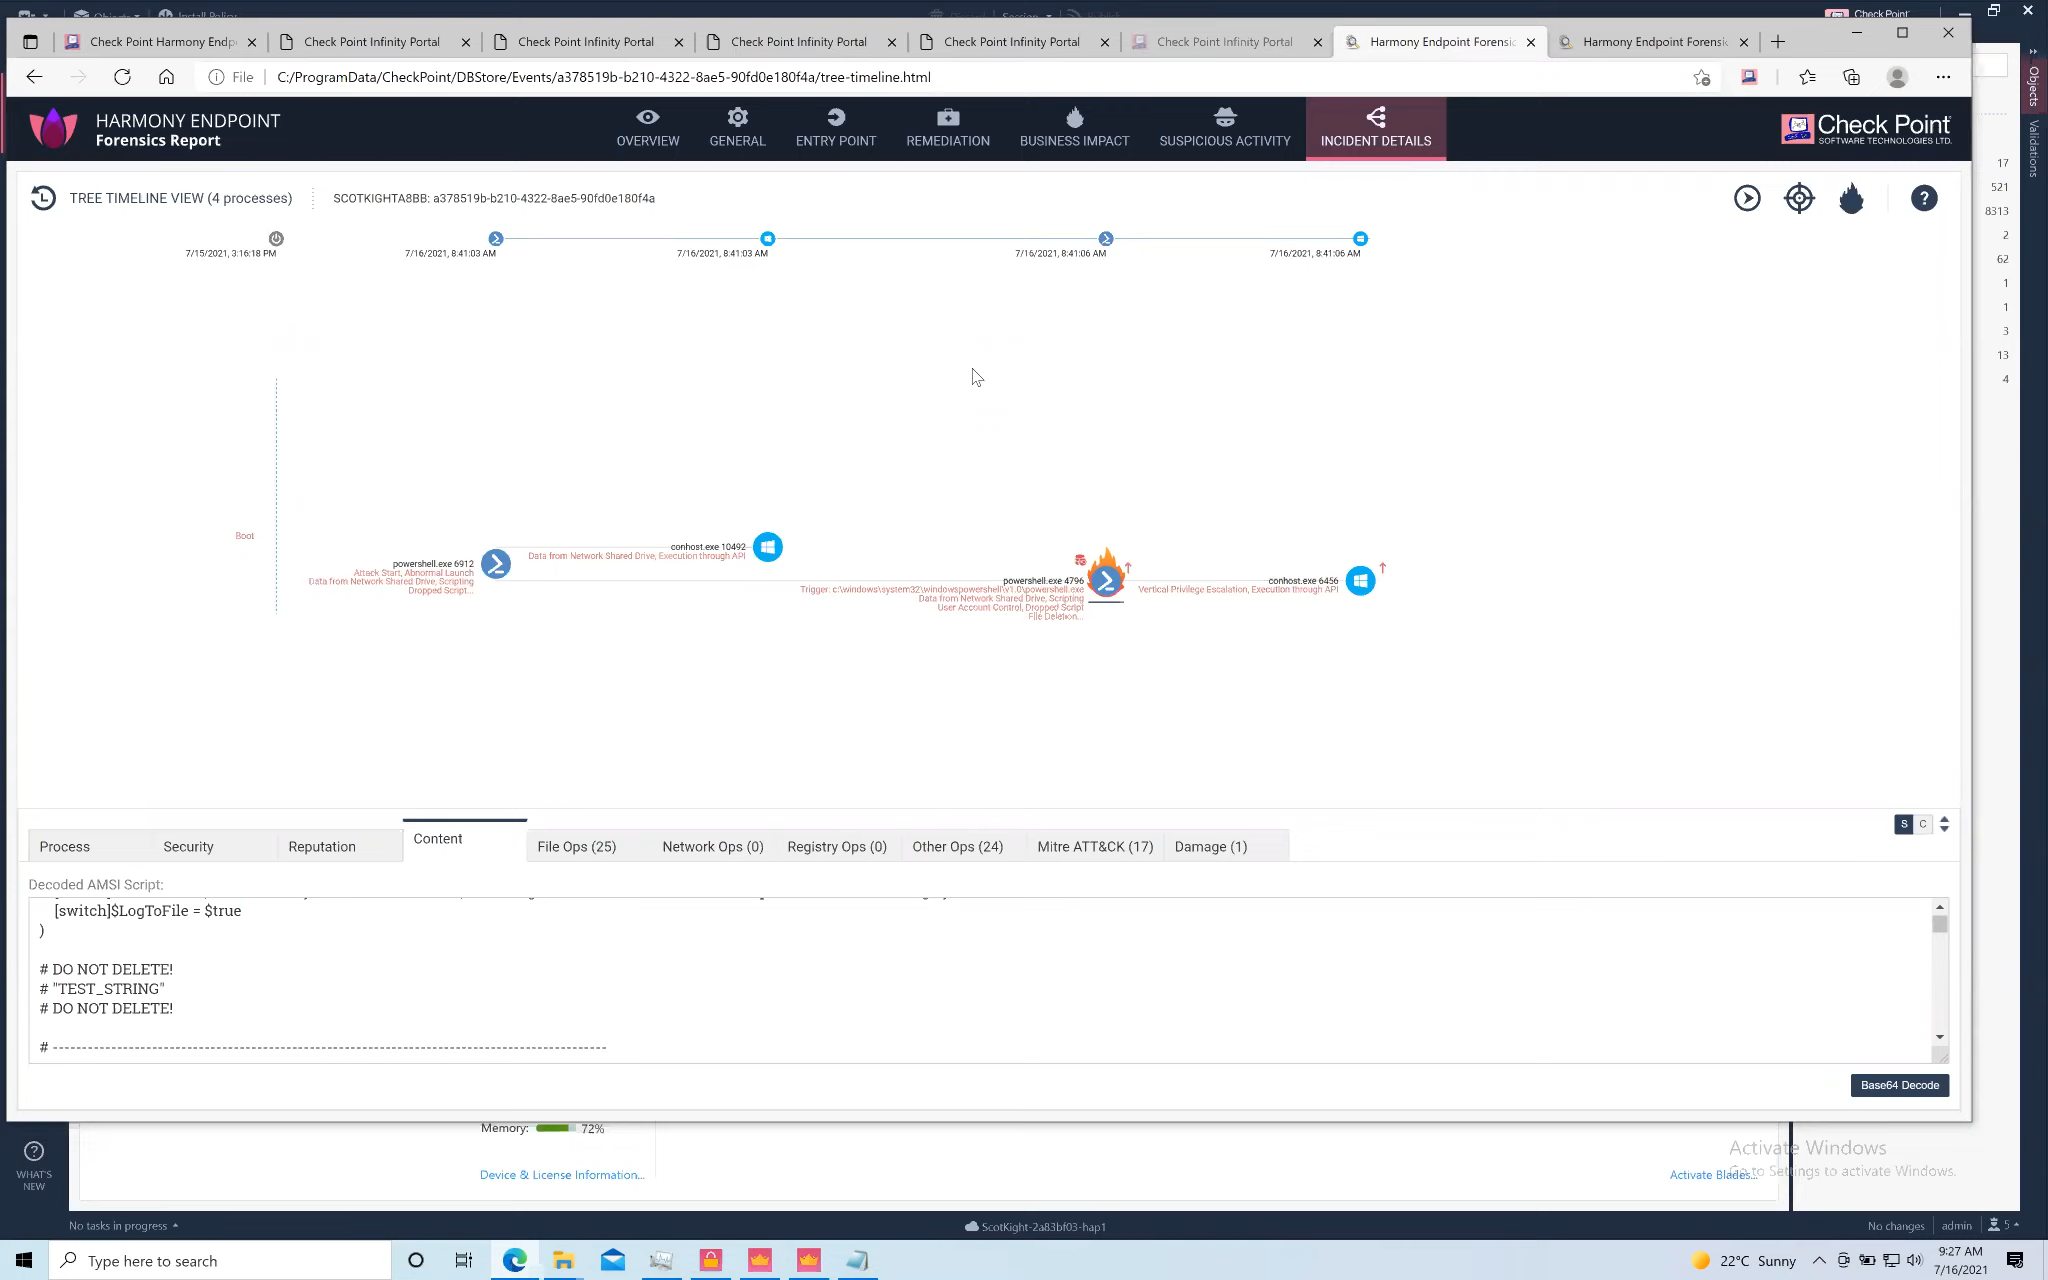 Check Point Harmony Endp
Check Point Infinity Portal
Check Point Infinity Portal
Check Point Infinity Portal
Check Point Infinity Portal
Check Point Infinity Portal
Harmony Endpoint Forensic
Harmony Endpoint Forensi
File
C:/ProgramData/CheckPoint/DBStore/Events/a378519b-b210-4322-8ae5-90fd0e180f4a/tree-timeline.html
HARMONY ENDPOINT
Forensics Report
OVERVIEW
GENERAL
ENTRY POINT
REMEDIATION
BUSINESS IMPACT
SUSPICIOUS ACTIVITY
INCIDENT DETAILS
Check Point
SOFTWARE TECHNOLOGIES LTD.
TREE TIMELINE VIEW (4 processes)
SCOTKIGHTA8BB: a378519b-b210-4322-8ae5-90fd0e180f4a
7/15/2021, 3:16:18 PM
7/16/2021, 8:41:03 AM
7/16/2021, 8:41:03 AM
7/16/2021, 8:41:06 AM
7/16/2021, 8:41:06 AM
Boot
powershell.exe 6912
Attack Start, Abnormal Launch
Data from Network Shared Drive, Scripting
Dropped Script...
conhost.exe 10492
Data from Network Shared Drive, Execution through API
powershell.exe 4796
Trigger: c:\windows\system32\windowspowershell\v1.0\powershell.exe
Data from Network Shared Drive, Scripting
User Account Control, Dropped Script
File Deletion...
conhost.exe 6456
Vertical Privilege Escalation, Execution through API
Process
Security
Reputation
Content
File Ops (25)
Network Ops (0)
Registry Ops (0)
Other Ops (24)
Mitre ATT&CK (17)
Damage (1)
S
C
Decoded AMSI Script:
[switch]$LogToFile = $true
)
# DO NOT DELETE!
# "TEST_STRING"
# DO NOT DELETE!
# -----------------------------------------------------------------------------------------------
Base64 Decode
Objects
Validations
17
521
8313
2
62
1
1
3
13
4
Memory:
72%
Device & License Information...
Activate Blades...
Activate Windows
Go to Settings to activate Windows.
WHAT'S
NEW
No tasks in progress
ScotKight-2a83bf03-hap1
No changes
admin
5
Type here to search
22°C Sunny
9:27 AM
7/16/2021